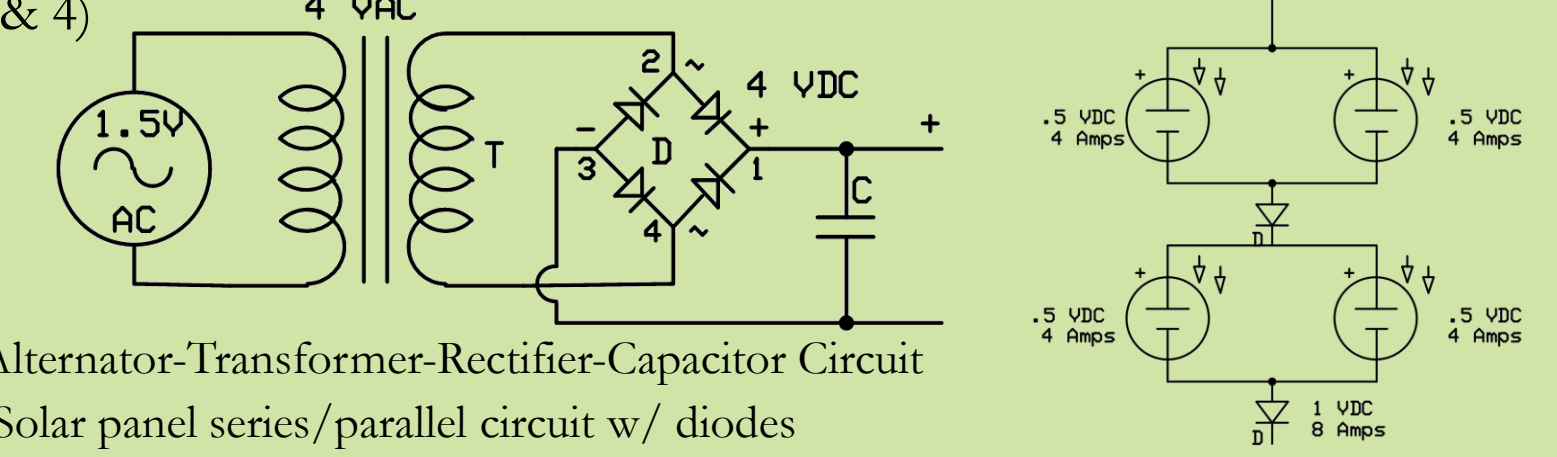 & 4)
4 VAC
1.5V
AC
T
2 ~
- +
3 D 1
4 ~
4 VDC
+
C
Alternator-Transformer-Rectifier-Capacitor Circuit
Solar panel series/parallel circuit w/ diodes
+ +
.5 VDC
4 Amps
.5 VDC
4 Amps
D
+ +
.5 VDC
4 Amps
.5 VDC
4 Amps
D
1 VDC
8 Amps